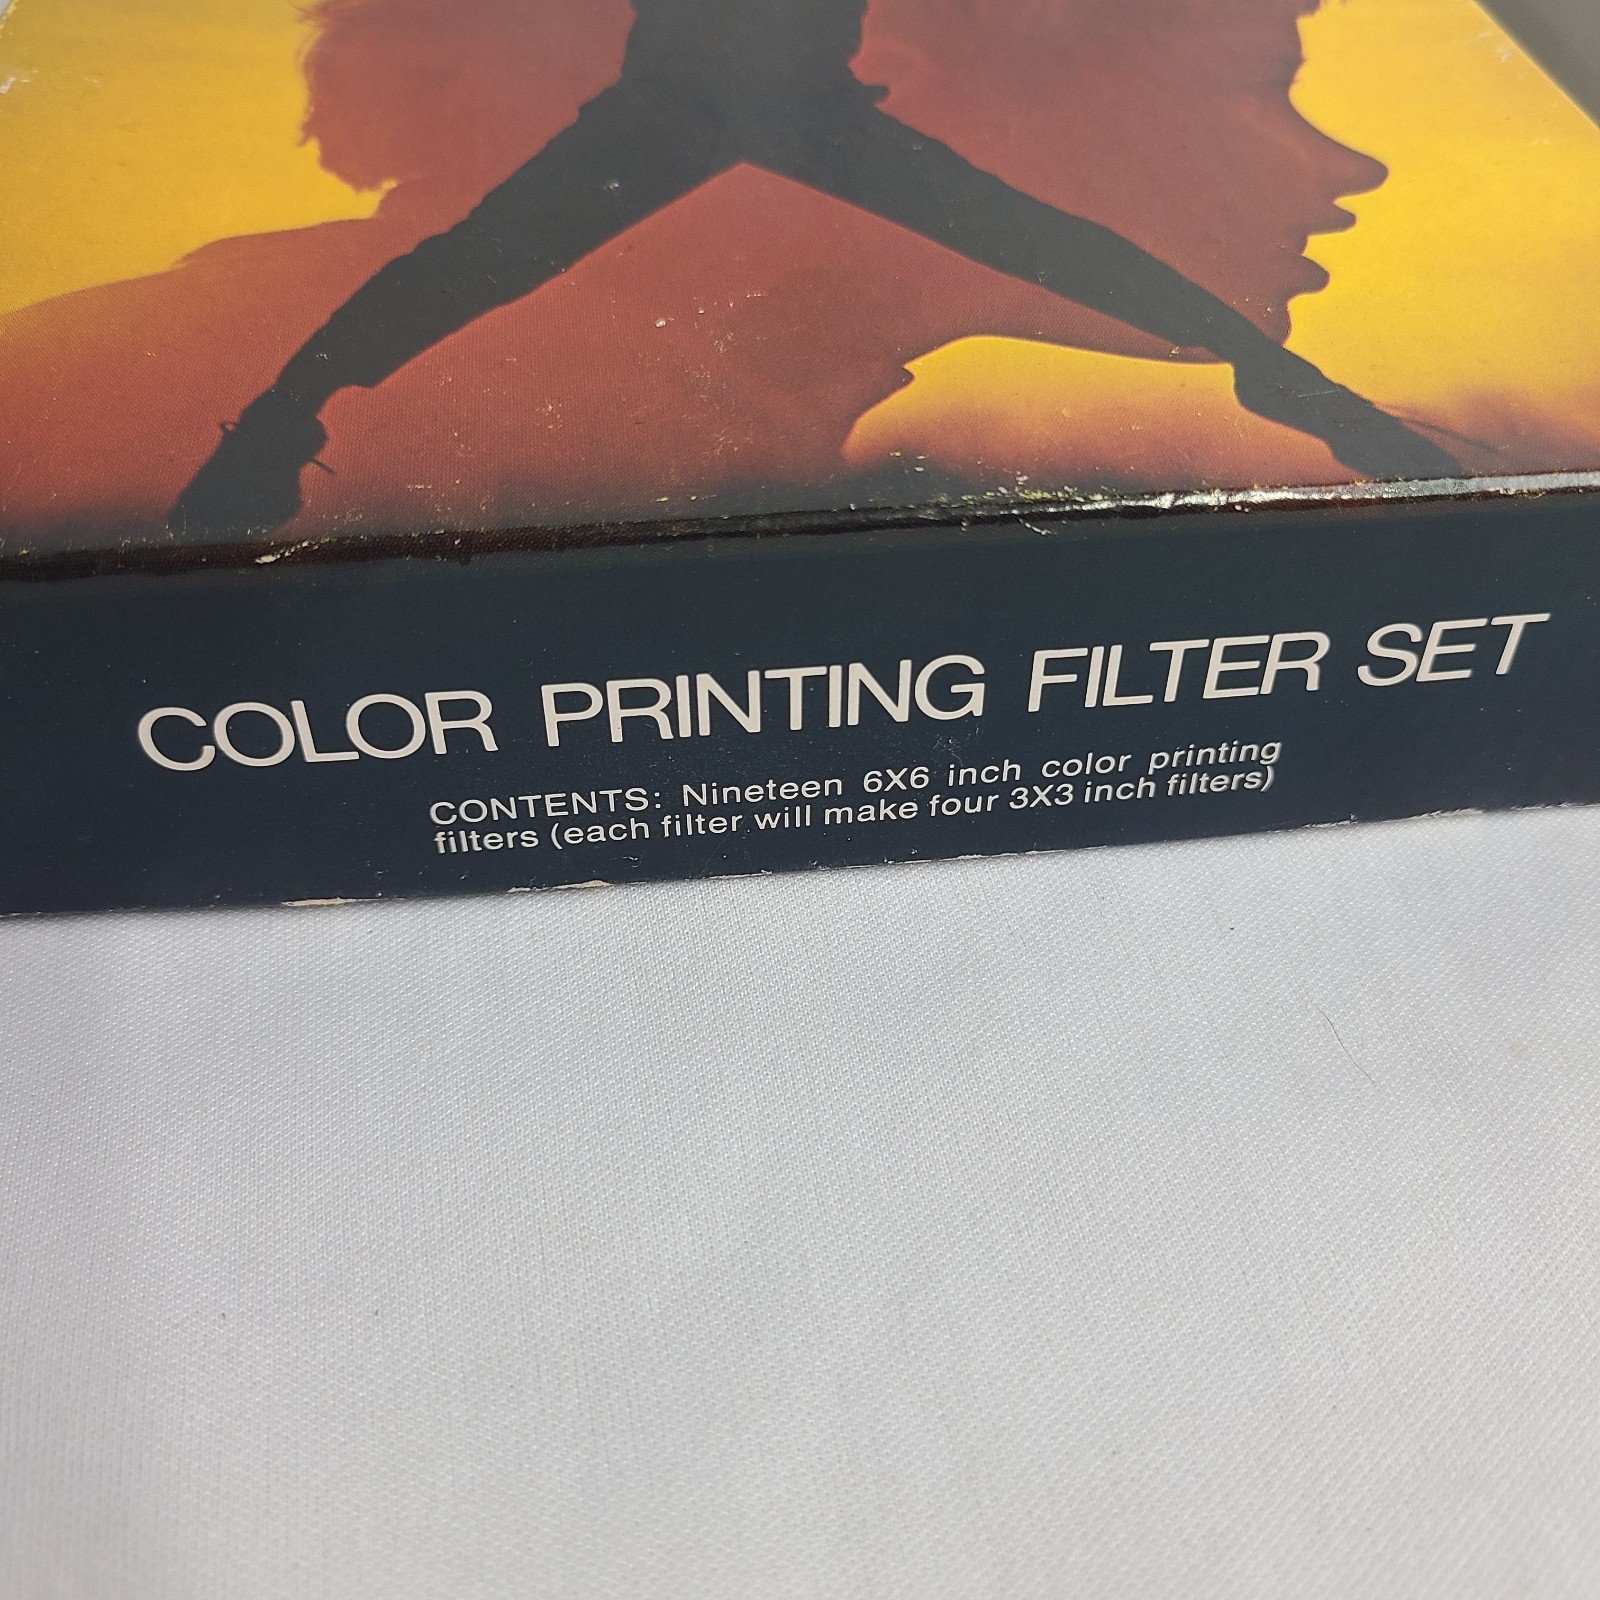 COLOR PRINTING FILTER SET
CONTENTS: Nineteen 6X6 inch color printing
filters (each filter will make four 3X3 inch filters)